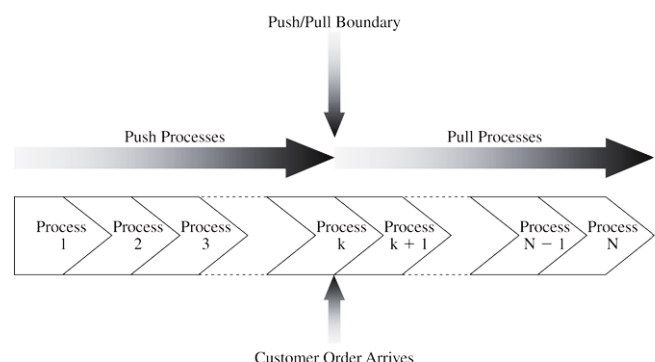 Push/Pull Boundary
Push Processes
Pull Processes
Process
1
Process
2
Process
3
Process
k
Process
k + 1
Process
N − 1
Process
N
Customer Order Arrives